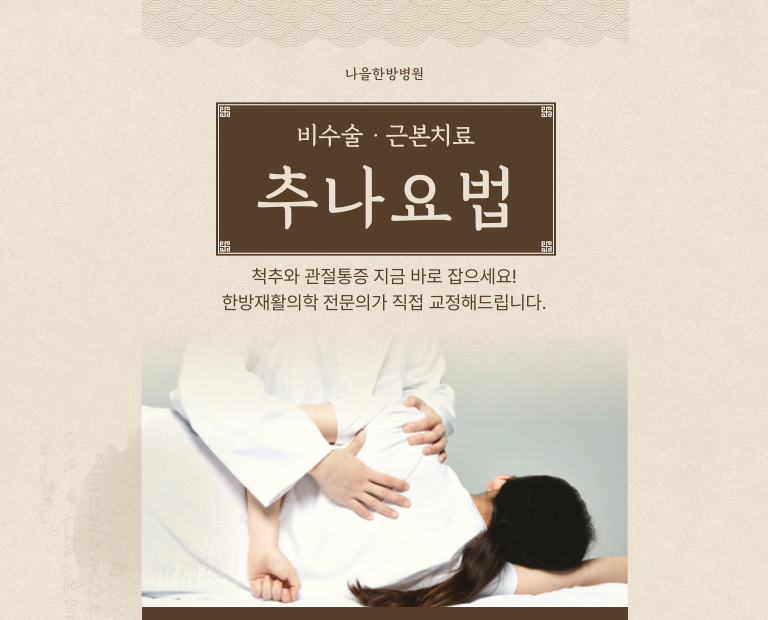 나을한방병원
비수술 · 근본치료
추나요법
척추와 관절통증 지금 바로 잡으세요!
한방재활의학 전문의가 직접 교정해드립니다.